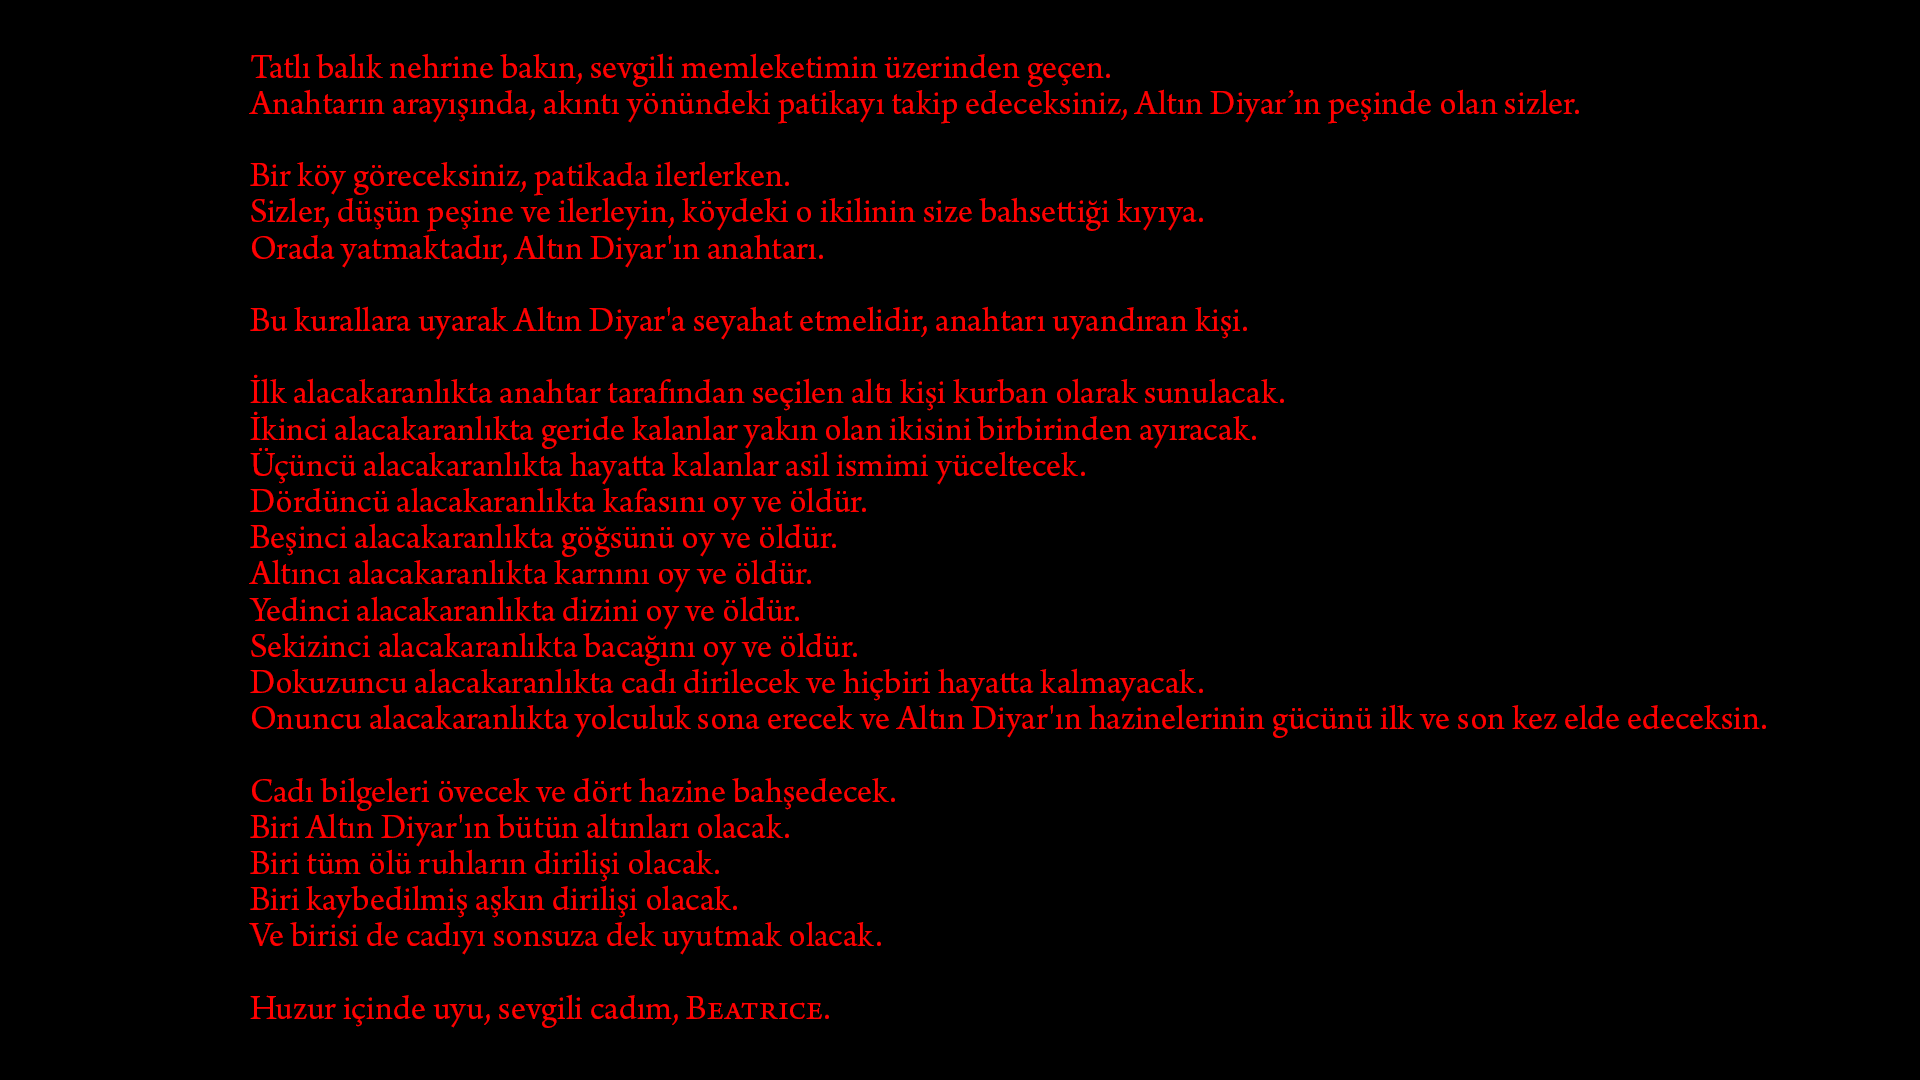 Tatlı balık nehrine bakın, sevgili memleketimin üzerinden geçen.
Anahtarın arayışında, akıntı yönündeki patikayı takip edeceksiniz, Altın Diyar’ın peşinde olan sizler.

Bir köy göreceksiniz, patikada ilerlerken.
Sizler, düşün peşine ve ilerleyin, köydeki o ikilinin size bahsettiği kıyıya.
Orada yatmaktadır, Altın Diyar'ın anahtarı.

Bu kurallara uyarak Altın Diyar'a seyahat etmelidir, anahtarı uyandıran kişi.

İlk alacakaranlıkta anahtar tarafından seçilen altı kişi kurban olarak sunulacak.
İkinci alacakaranlıkta geride kalanlar yakın olan ikisini birbirinden ayıracak.
Üçüncü alacakaranlıkta hayatta kalanlar asil ismimi yüceltecek.
Dördüncü alacakaranlıkta kafasını oy ve öldür.
Beşinci alacakaranlıkta göğsünü oy ve öldür.
Altıncı alacakaranlıkta karnını oy ve öldür.
Yedinci alacakaranlıkta dizini oy ve öldür.
Sekizinci alacakaranlıkta bacağını oy ve öldür.
Dokuzuncu alacakaranlıkta cadı dirilecek ve hiçbiri hayatta kalmayacak.
Onuncu alacakaranlıkta yolculuk sona erecek ve Altın Diyar'ın hazinelerinin gücünü ilk ve son kez elde edeceksin.

Cadı bilgeleri övecek ve dört hazine bahşedecek.
Biri Altın Diyar'ın bütün altınları olacak.
Biri tüm ölü ruhların dirilişi olacak.
Biri kaybedilmiş aşkın dirilişi olacak.
Ve birisi de cadıyı sonsuza dek uyutmak olacak.

Huzur içinde uyu, sevgili cadım, BEATRICE.